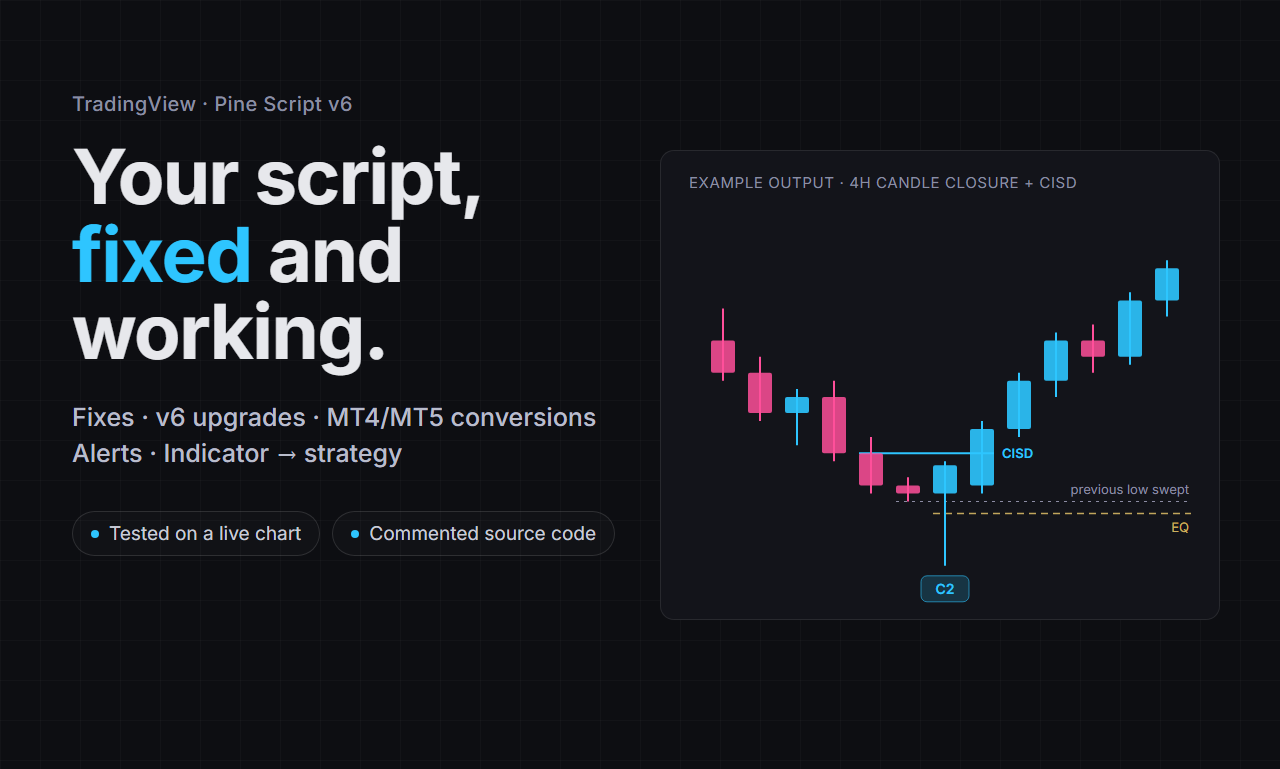 TradingView · Pine Script v6
Your script,
fixed and
working.
Fixes · v6 upgrades · MT4/MT5 conversions
Alerts · Indicator → strategy
Tested on a live chart
Commented source code
EXAMPLE OUTPUT · 4H CANDLE CLOSURE + CISD
CISD
previous low swept
EQ
C2